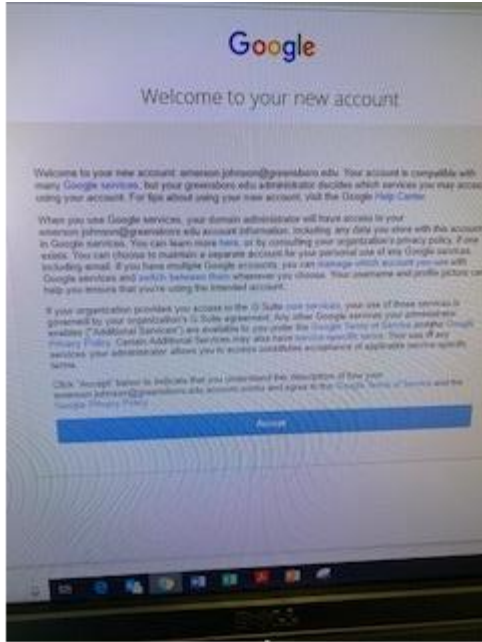 Google
Welcome to your new account
Welcome to your new account: emerson.johnson@greensboro.edu. Your account is compatible with
many Google services, but your greensboro.edu administrator decides which services you may access
using your account. For tips about using your new account, visit the Google Help Center.
When you use Google services, your domain administrator will have access to your
emerson.johnson@greensboro.edu account information, including any data you store with this account
in Google services. You can learn more here, or by consulting your organization's privacy policy, if one
exists. You can choose to maintain a separate account for your personal use of any Google services,
including email. If you have multiple Google accounts, you can manage which account you use with
Google services and switch between them whenever you choose. Your username and profile picture can
help you ensure that you're using the intended account.
If your organization provides you access to the G Suite core services, your use of those services is
governed by your organization's G Suite agreement. Any other Google services your administrator
enables ("Additional Services") are available to you under the Google Terms of Service and the Google
Privacy Policy. Certain Additional Services may also have service-specific terms. Your use of any
services your administrator allows you to access constitutes acceptance of applicable service-specific
terms.
Click "Accept" below to indicate that you understand this description of how your
emerson.johnson@greensboro.edu account works and agree to the Google Terms of Service and the
Google Privacy Policy.
Accept